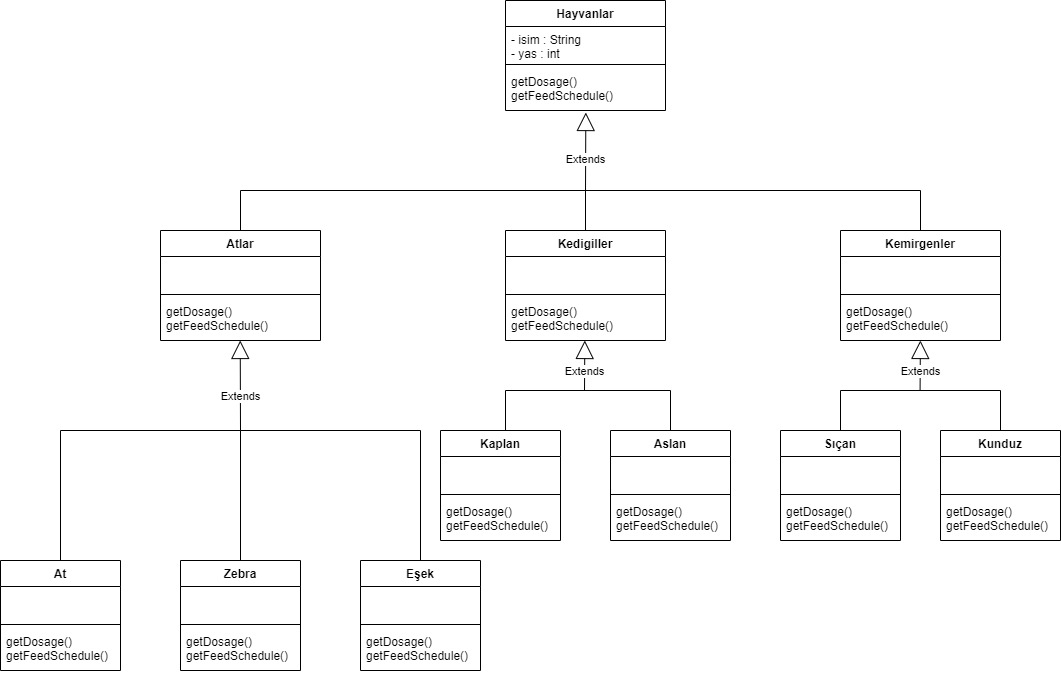 Hayvanlar
- isim : String
- yas : int
getDosage()
getFeedSchedule()
Extends
Atlar
getDosage()
getFeedSchedule()
Kedigiller
getDosage()
getFeedSchedule()
Kemirgenler
getDosage()
getFeedSchedule()
Extends
Extends
Extends
Kaplan
getDosage()
getFeedSchedule()
Aslan
getDosage()
getFeedSchedule()
Sıçan
getDosage()
getFeedSchedule()
Kunduz
getDosage()
getFeedSchedule()
At
getDosage()
getFeedSchedule()
Zebra
getDosage()
getFeedSchedule()
Eşek
getDosage()
getFeedSchedule()